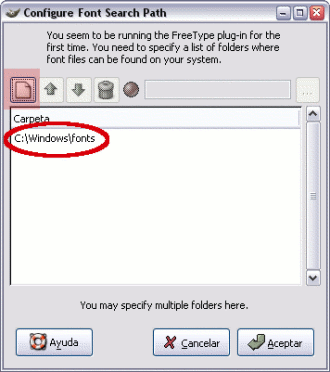 Configure Font Search Path
You seem to be running the FreeType plug-in for the
first time. You need to specify a list of folders where
font files can be found on your system.
...
Carpeta
C:\Windows\fonts
You may specify multiple folders here.
Ayuda
Cancelar
Aceptar